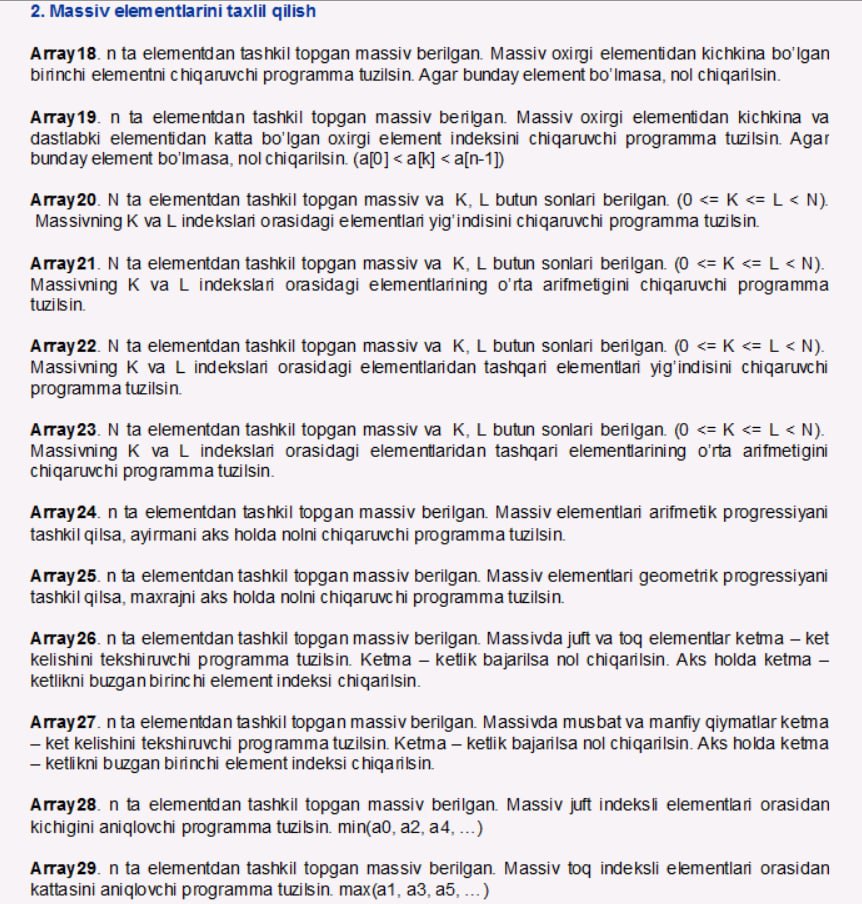 2. Massiv elementlarini taxlil qilish
Array18. n ta elementdan tashkil topgan massiv berilgan. Massiv oxirgi elementidan kichkina bo'lgan
birinchi elementni chiqaruvchi programma tuzilsin. Agar bunday element bo'lmasa, nol chiqarilsin.
Array19. n ta elementdan tashkil topgan massiv berilgan. Massiv oxirgi elementidan kichkina va
dastlabki elementidan katta bo'lgan oxirgi element indeksini chiqaruvchi programma tuzilsin. Agar
bunday element bo'lmasa, nol chiqarilsin. (a[0] < a[k] < a[n-1])
Array20. N ta elementdan tashkil topgan massiv va K, L butun sonlari berilgan. (0 <= K <= L < N).
Massivning K va L indekslari orasidagi elementlari yig'indisini chiqaruvchi programma tuzilsin.
Array21. N ta elementdan tashkil topgan massiv va K, L butun sonlari berilgan. (0 <= K <= L < N).
Massivning K va L indekslari orasidagi elementlarining o'rta arifmetigini chiqaruvchi programma
tuzilsin.
Array22. N ta elementdan tashkil topgan massiv va K, L butun sonlari berilgan. (0 <= K <= L < N).
Massivning K va L indekslari orasidagi elementlaridan tashqari elementlari yig'indisini chiqaruvchi
programma tuzilsin.
Array23. N ta elementdan tashkil topgan massiv va K, L butun sonlari berilgan. (0 <= K <= L < N).
Massivning K va L indekslari orasidagi elementlaridan tashqari elementlarining o'rta arifmetigini
chiqaruvchi programma tuzilsin.
Array24. n ta elementdan tashkil topgan massiv berilgan. Massiv elementlari arifmetik progressiyani
tashkil qilsa, ayirmani aks holda nolni chiqaruvchi programma tuzilsin.
Array25. n ta elementdan tashkil topgan massiv berilgan. Massiv elementlari geometrik progressiyani
tashkil qilsa, maxrajni aks holda nolni chiqaruvchi programma tuzilsin.
Array26. n ta elementdan tashkil topgan massiv berilgan. Massivda juft va toq elementlar ketma – ket
kelishini tekshiruvchi programma tuzilsin. Ketma – ketlik bajarilsa nol chiqarilsin. Aks holda ketma –
ketlikni buzgan birinchi element indeksi chiqarilsin.
Array27. n ta elementdan tashkil topgan massiv berilgan. Massivda musbat va manfiy qiymatlar ketma
– ket kelishini tekshiruvchi programma tuzilsin. Ketma – ketlik bajarilsa nol chiqarilsin. Aks holda ketma
– ketlikni buzgan birinchi element indeksi chiqarilsin.
Array28. n ta elementdan tashkil topgan massiv berilgan. Massiv juft indeksli elementlari orasidan
kichigini aniqlovchi programma tuzilsin. min(a0, a2, a4, …)
Array29. n ta elementdan tashkil topgan massiv berilgan. Massiv toq indeksli elementlari orasidan
kattasini aniqlovchi programma tuzilsin. max(a1, a3, a5, …)